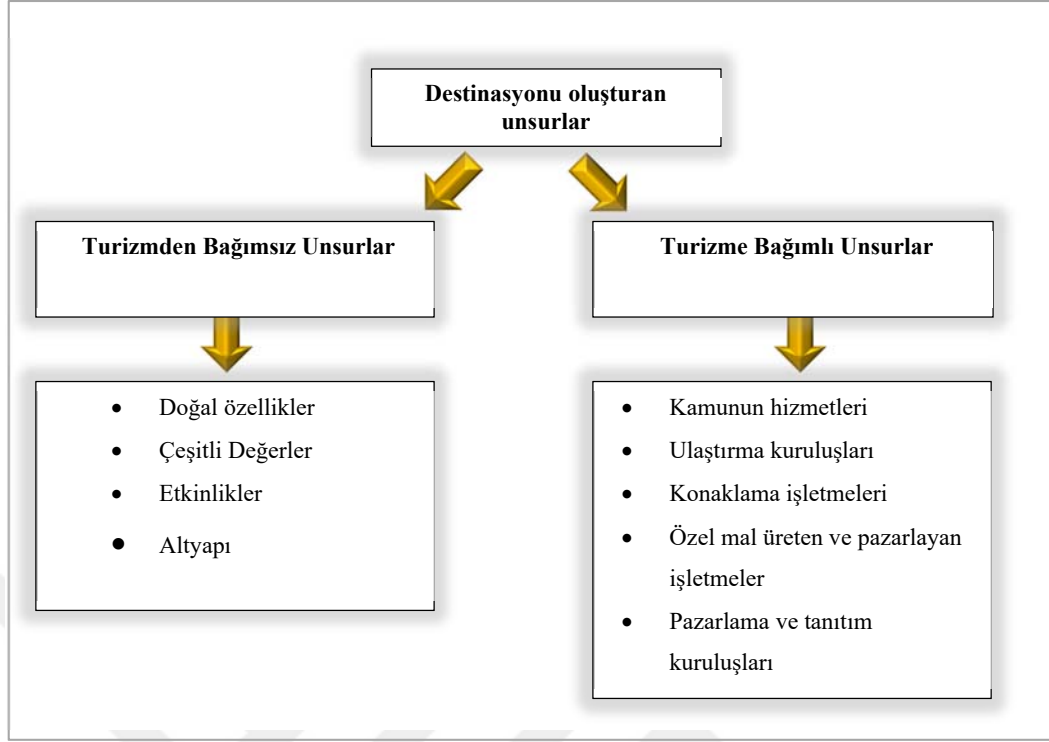 Destinasyonu oluşturan
unsurlar
Turizmden Bağımsız Unsurlar
Turizme Bağımlı Unsurlar
• Doğal özellikler
• Çeşitli Değerler
• Etkinlikler
• Altyapı
• Kamunun hizmetleri
• Ulaştırma kuruluşları
• Konaklama işletmeleri
• Özel mal üreten ve pazarlayan
işletmeler
• Pazarlama ve tanıtım
kuruluşları